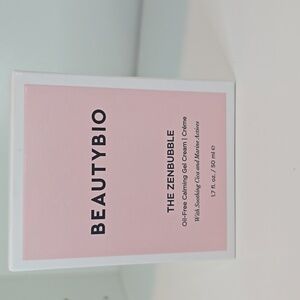 BEAUTYBIO
THE ZENBUBBLE
Oil-Free Calming Gel Cream | Crème
With Soothing Cica and Marine Actives
1.7 fl. oz. / 50 ml e